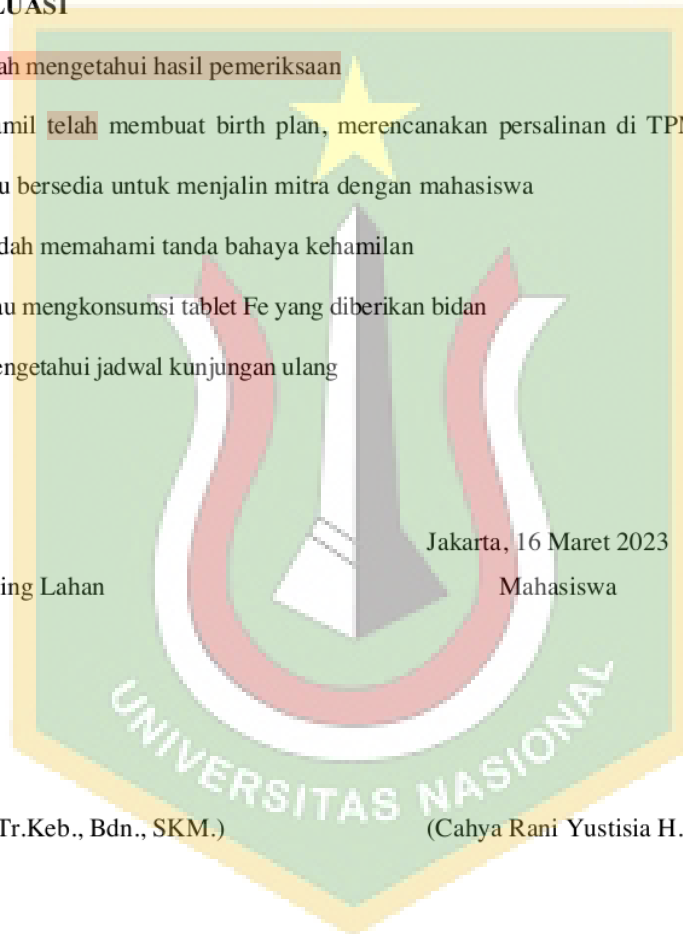 LUASI
ah mengetahui hasil pemeriksaan
amil telah membuat birth plan, merencanakan persalinan di TPM
u bersedia untuk menjalin mitra dengan mahasiswa
dah memahami tanda bahaya kehamilan
au mengkonsumsi tablet Fe yang diberikan bidan
engetahui jadwal kunjungan ulang
Jakarta, 16 Maret 2023
ing Lahan Mahasiswa
UNIVERSITAS NASIONAL
Tr.Keb., Bdn., SKM.) (Cahya Rani Yustisia H.